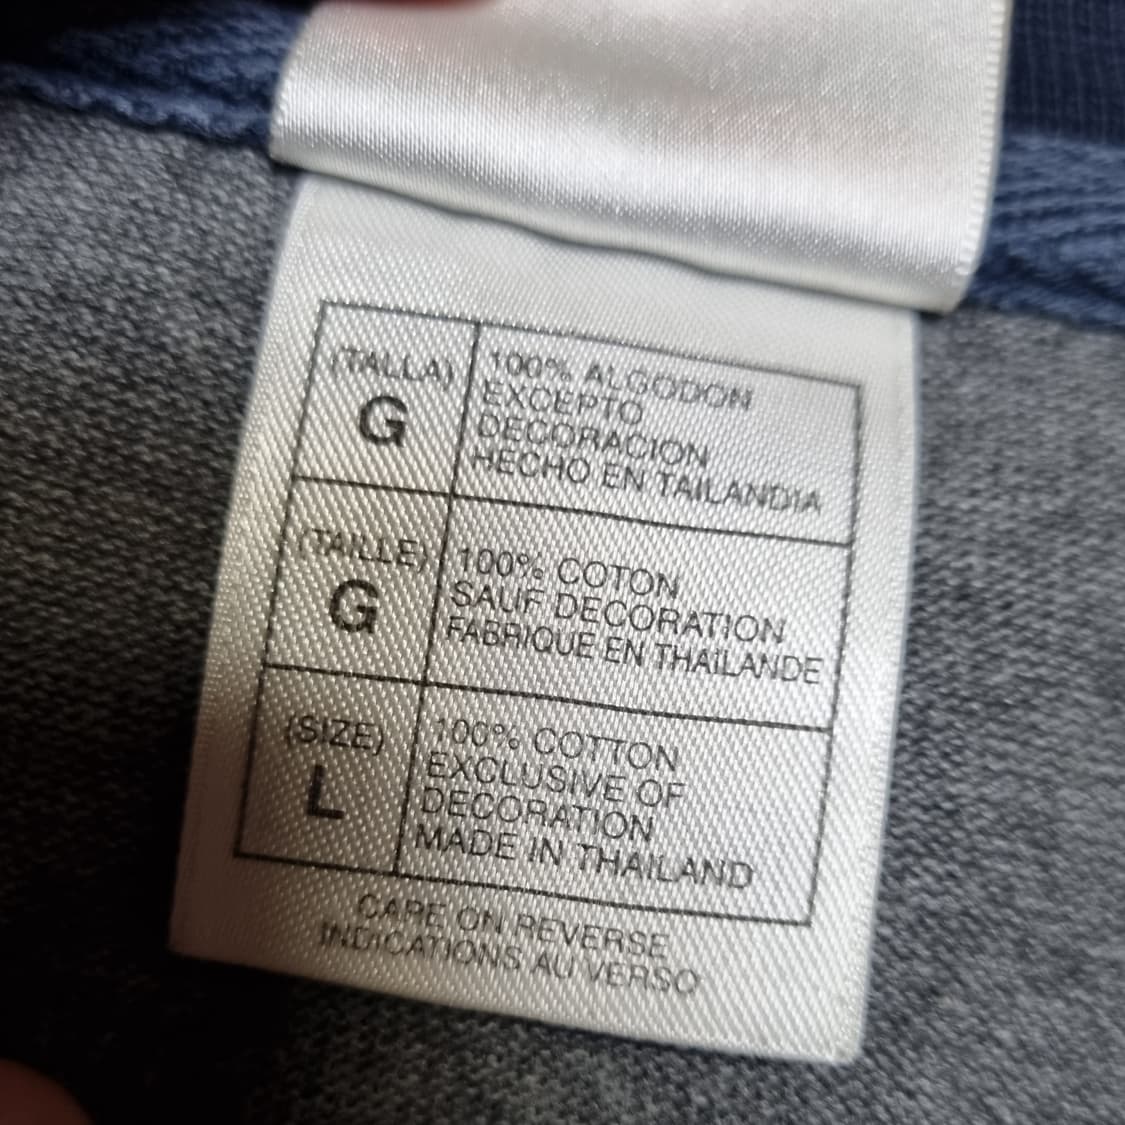 (TALLA)
G
100% ALGODON
EXCEPTO
DECORACION
HECHO EN TAILANDIA
(TAILLE)
G
100% COTON
SAUF DECORATION
FABRIQUE EN THAÏLANDE
(SIZE)
L
100% COTTON
EXCLUSIVE OF
DECORATION
MADE IN THAILAND
CARE ON REVERSE
INDICATIONS AU VERSO